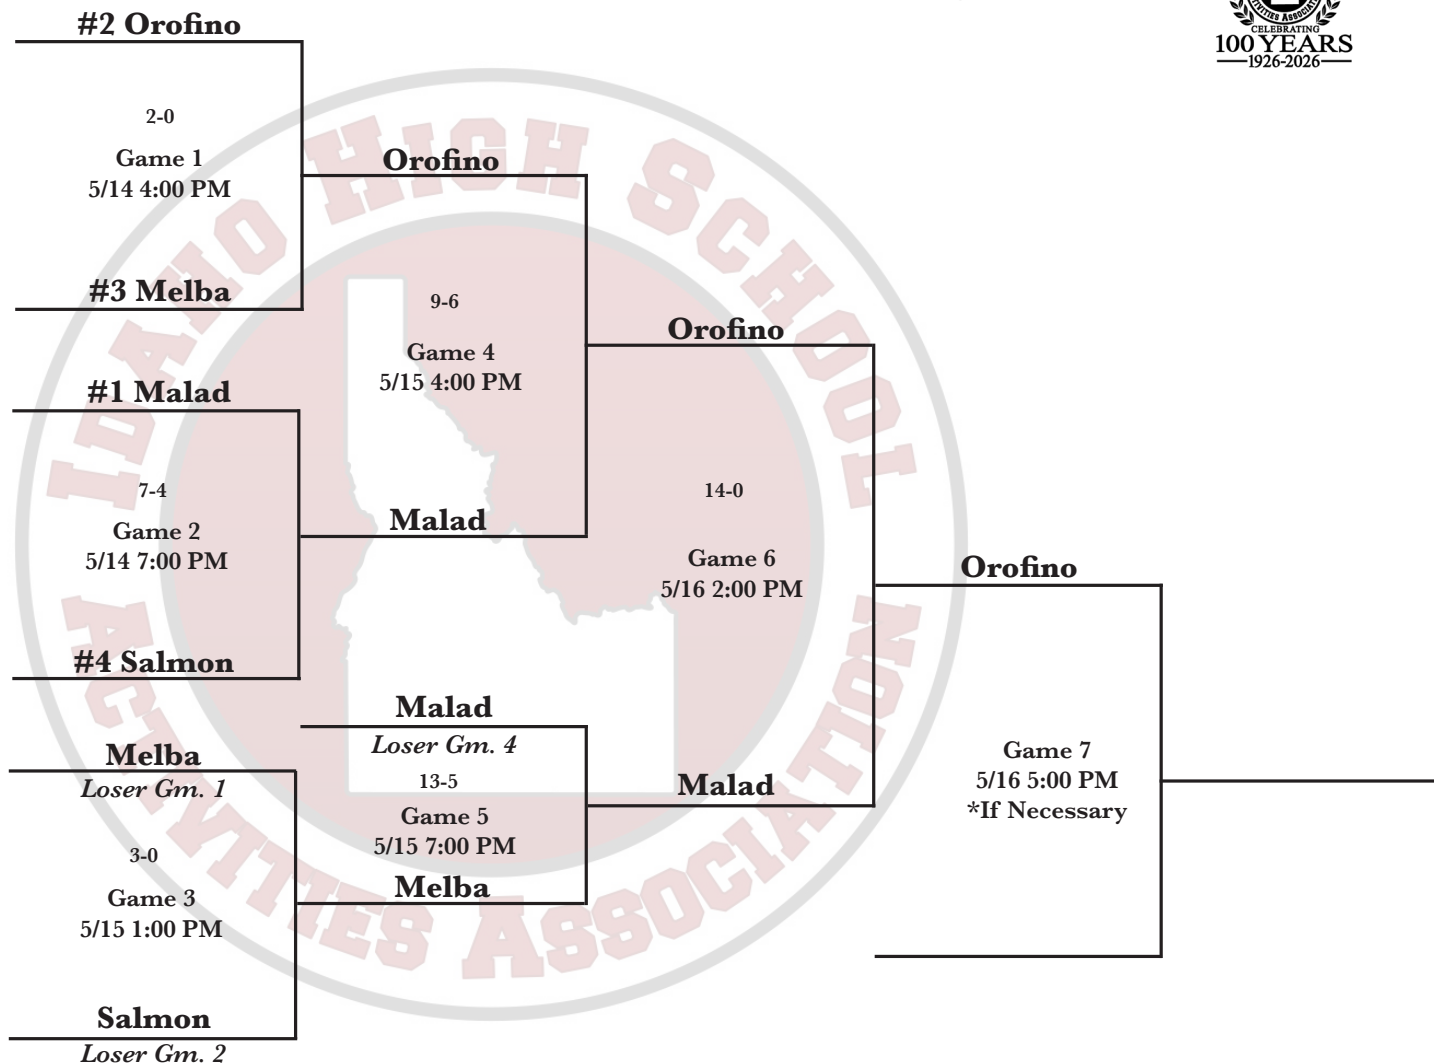 #2 Orofino
2-0
Game 1
5/14 4:00 PM
#3 Melba
#1 Malad
7-4
Game 2
5/14 7:00 PM
#4 Salmon
Melba
Loser Gm. 1
3-0
Game 3
5/15 1:00 PM
Salmon
Loser Gm. 2
Orofino
9-6
Game 4
5/15 4:00 PM
Malad
Malad
Loser Gm. 4
13-5
Game 5
5/15 7:00 PM
Melba
Orofino
14-0
Game 6
5/16 2:00 PM
Malad
Orofino
Game 7
5/16 5:00 PM
*If Necessary
CELEBRATING
100 YEARS
1926-2026
IDAHO HIGH SCHOOL
ACTIVITIES ASSOCIATION